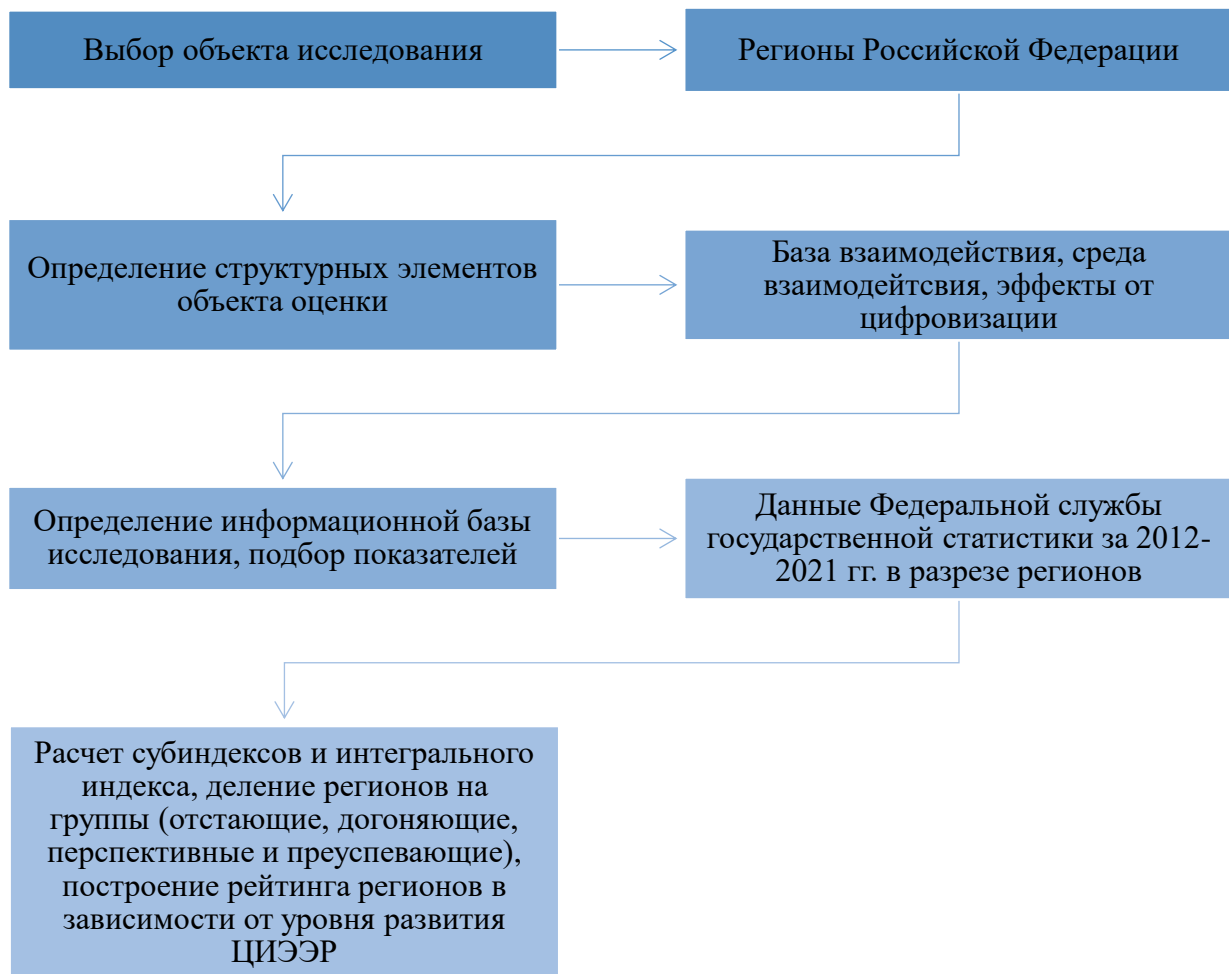 Выбор объекта исследования
Регионы Российской Федерации
Определение структурных элементов
объекта оценки
База взаимодействия, среда
взаимодейтсвия, эффекты от
цифровизации
Определение информационной базы
исследования, подбор показателей
Данные Федеральной службы
государственной статистики за 2012-
2021 гг. в разрезе регионов
Расчет субиндексов и интегрального
индекса, деление регионов на
группы (отстающие, догоняющие,
перспективные и преуспевающие),
построение рейтинга регионов в
зависимости от уровня развития
ЦИЭЭР